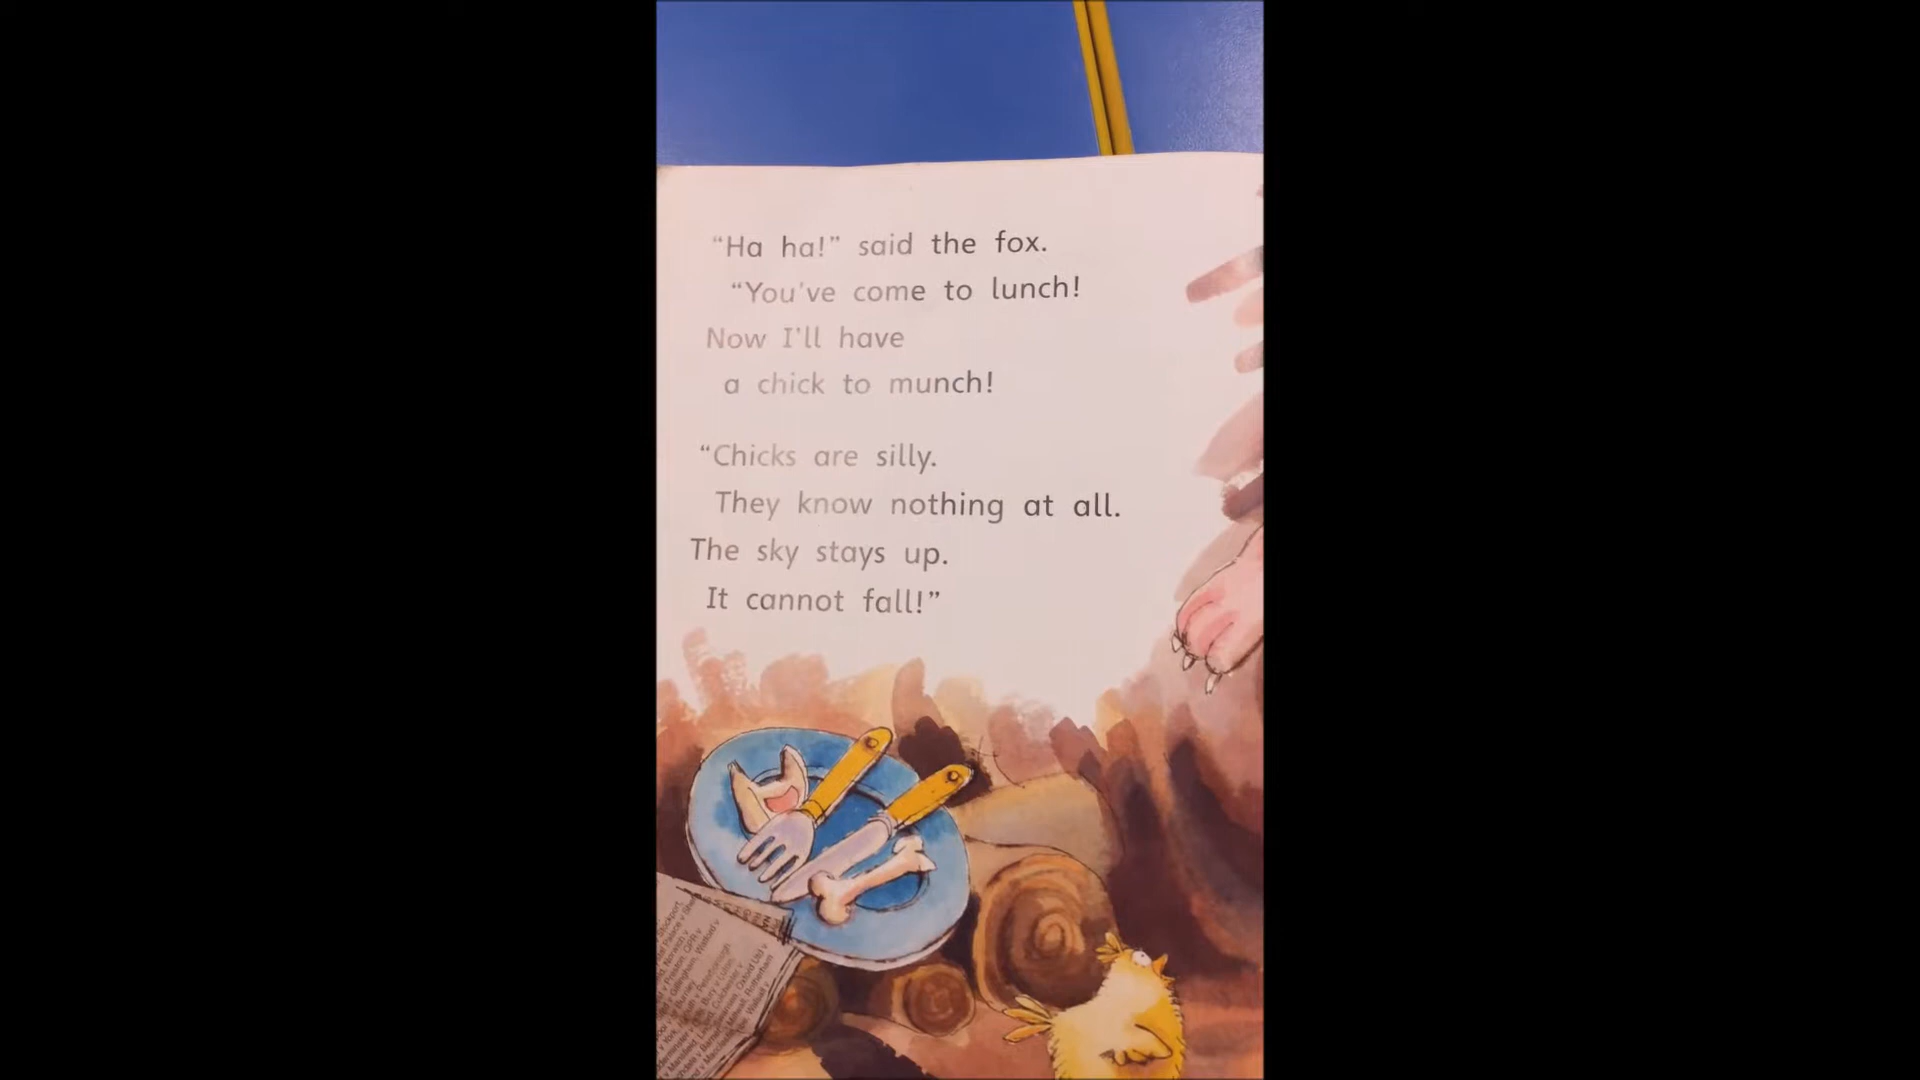 “Ha ha!” said the fox.
“You’ve come to lunch!
Now I’ll have
a chick to munch!
“Chicks are silly.
They know nothing at all.
The sky stays up.
It cannot fall!”